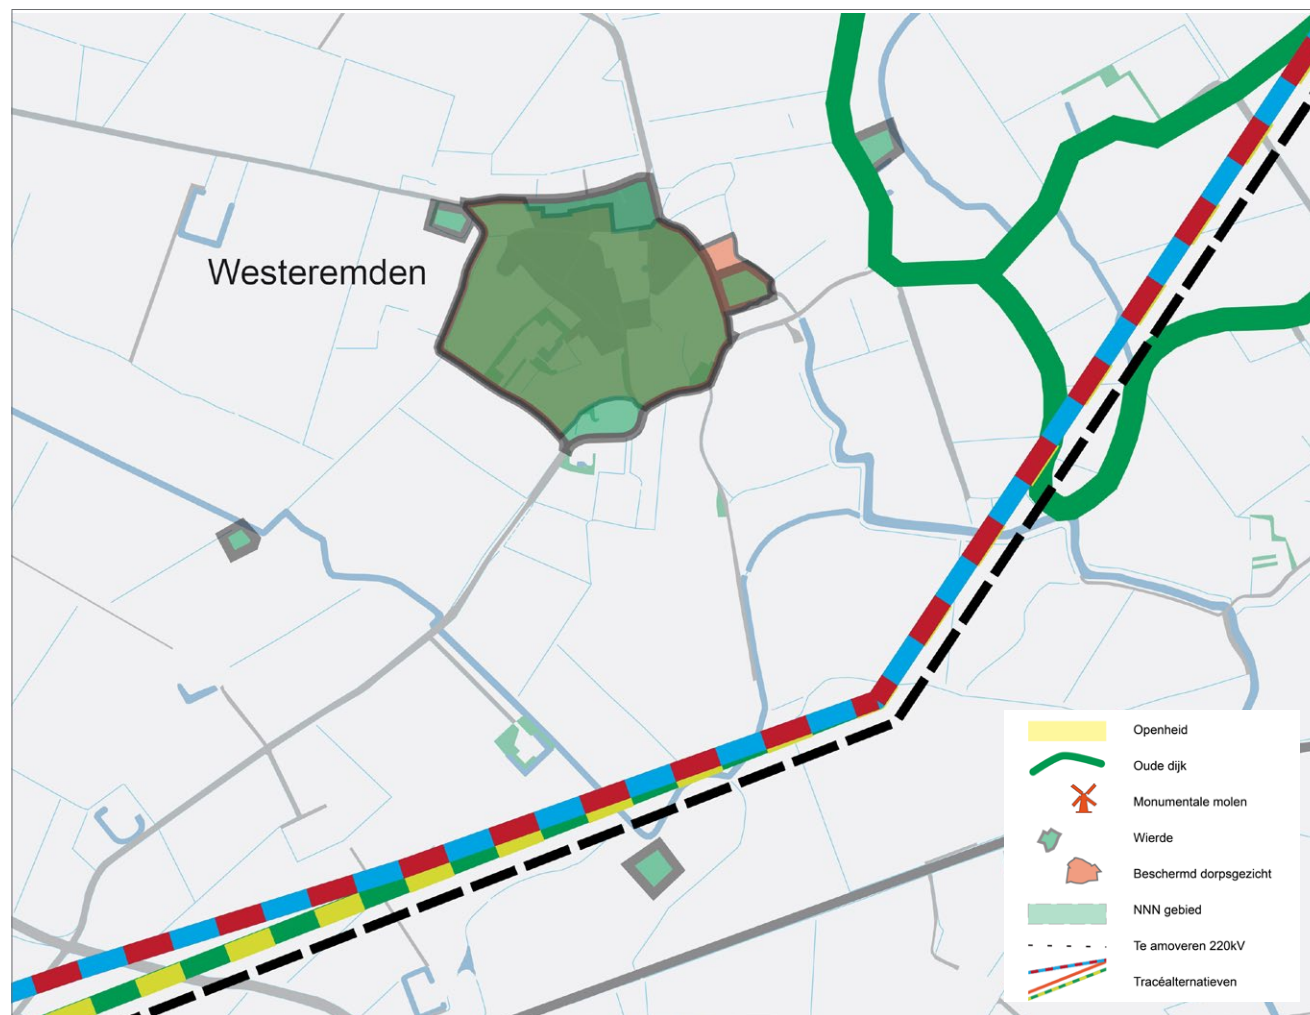 Westeremden
Openheid
Oude dijk
Monumentale molen
Wierde
Beschermd dorpsgezicht
NNN gebied
Te amoveren 220kV
Tracéalternatieven